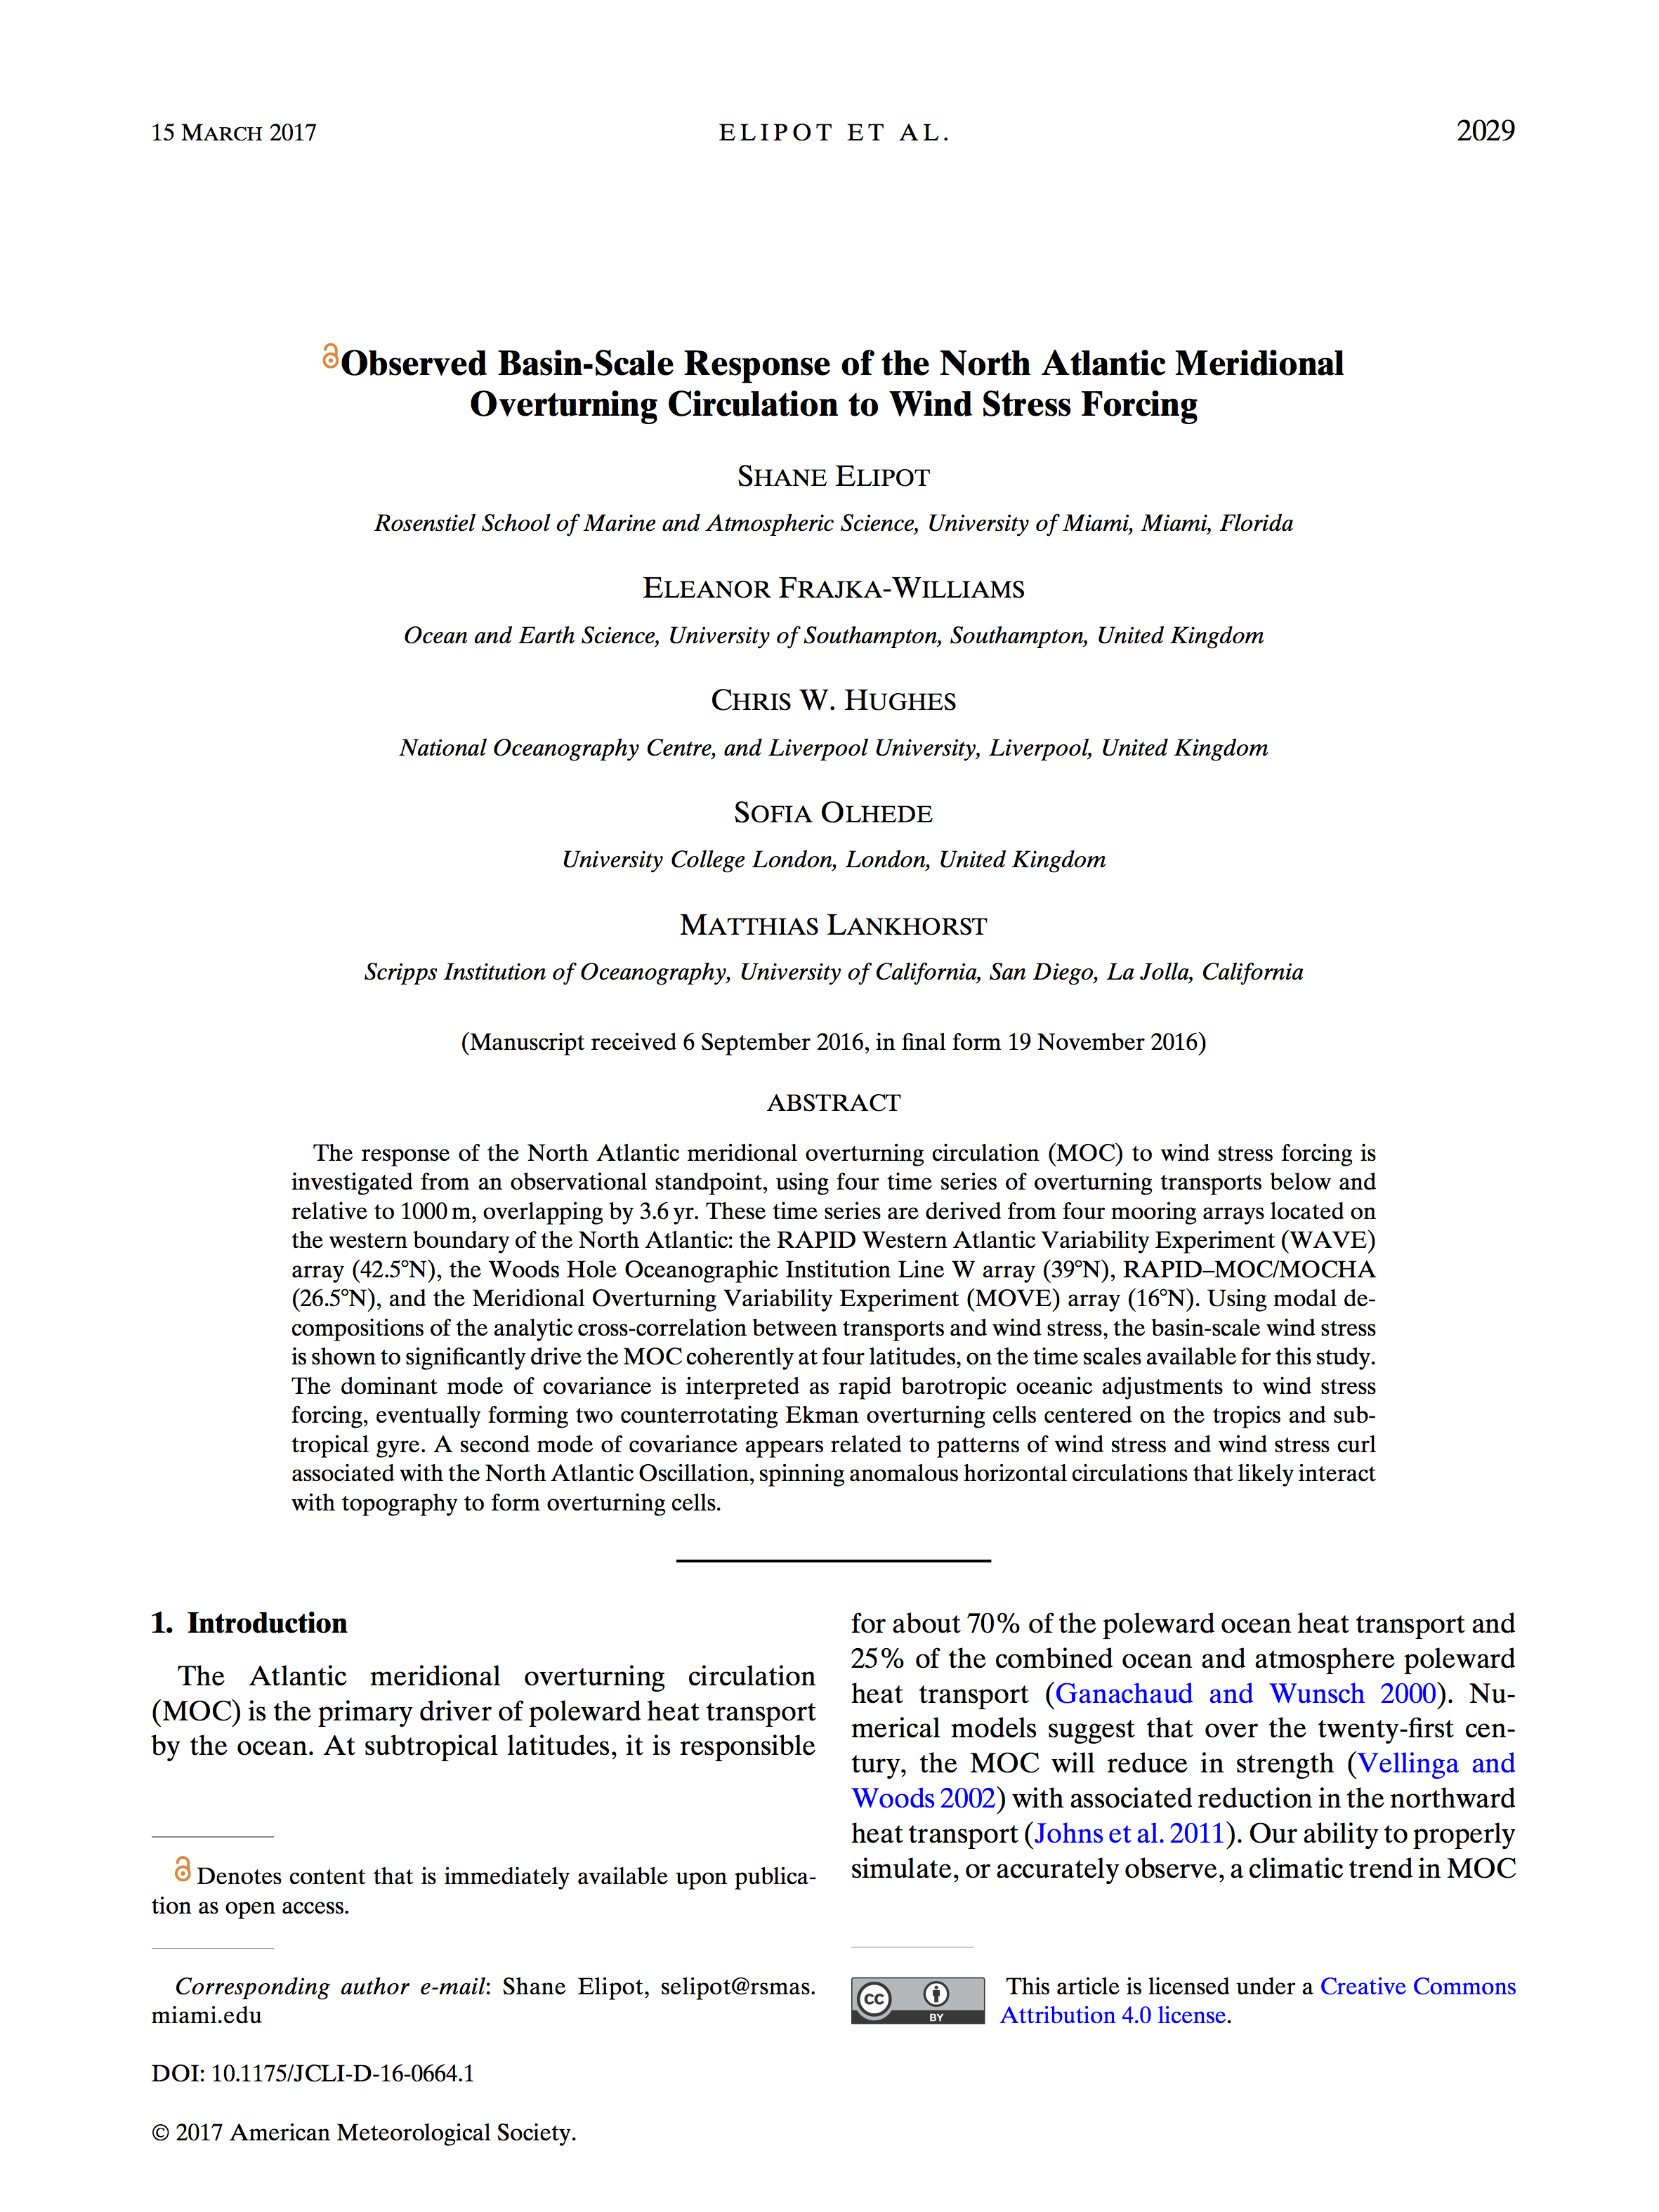 15 MARCH 2017
ELIPOT ET AL.
2029
Observed Basin-Scale Response of the North Atlantic Meridional
Overturning Circulation to Wind Stress Forcing
SHANE ELIPOT
Rosenstiel School of Marine and Atmospheric Science, University of Miami, Miami, Florida
ELEANOR FRAJKA-WILLIAMS
Ocean and Earth Science, University of Southampton, Southampton, United Kingdom
CHRIS W. HUGHES
National Oceanography Centre, and Liverpool University, Liverpool, United Kingdom
SOFIA OLHEDE
University College London, London, United Kingdom
MATTHIAS LANKHORST
Scripps Institution of Oceanography, University of California, San Diego, La Jolla, California
(Manuscript received 6 September 2016, in final form 19 November 2016)
ABSTRACT
The response of the North Atlantic meridional overturning circulation (MOC) to wind stress forcing is
investigated from an observational standpoint, using four time series of overturning transports below and
relative to 1000 m, overlapping by 3.6 yr. These time series are derived from four mooring arrays located on
the western boundary of the North Atlantic: the RAPID Western Atlantic Variability Experiment (WAVE)
array (42.5°N), the Woods Hole Oceanographic Institution Line W array (39°N), RAPID–MOC/MOCHA
(26.5°N), and the Meridional Overturning Variability Experiment (MOVE) array (16°N). Using modal de-
compositions of the analytic cross-correlation between transports and wind stress, the basin-scale wind stress
is shown to significantly drive the MOC coherently at four latitudes, on the time scales available for this study.
The dominant mode of covariance is interpreted as rapid barotropic oceanic adjustments to wind stress
forcing, eventually forming two counterrotating Ekman overturning cells centered on the tropics and sub-
tropical gyre. A second mode of covariance appears related to patterns of wind stress and wind stress curl
associated with the North Atlantic Oscillation, spinning anomalous horizontal circulations that likely interact
with topography to form overturning cells.
1. Introduction
The Atlantic meridional overturning circulation
(MOC) is the primary driver of poleward heat transport
by the ocean. At subtropical latitudes, it is responsible
Denotes content that is immediately available upon publica-
tion as open access.
Corresponding author e-mail: Shane Elipot, selipot@rsmas.
miami.edu
DOI: 10.1175/JCLI-D-16-0664.1
© 2017 American Meteorological Society.
for about 70% of the poleward ocean heat transport and
25% of the combined ocean and atmosphere poleward
heat transport (Ganachaud and Wunsch 2000). Nu-
merical models suggest that over the twenty-first cen-
tury, the MOC will reduce in strength (Vellinga and
Woods 2002) with associated reduction in the northward
heat transport (Johns et al. 2011). Our ability to properly
simulate, or accurately observe, a climatic trend in MOC
cc
BY
This article is licensed under a Creative Commons
Attribution 4.0 license.